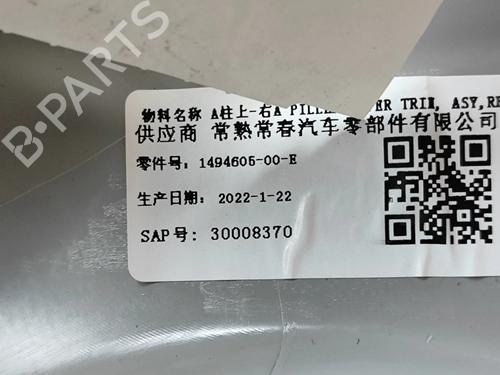 B-PARTS
物料名称 A柱上-右A PILL ER TRIM, ASY,RE
供应商 常熟常春汽车零部件有限公司
零件号: 1494605-00-E
生产日期: 2022-1-22
SAP号: 30008370